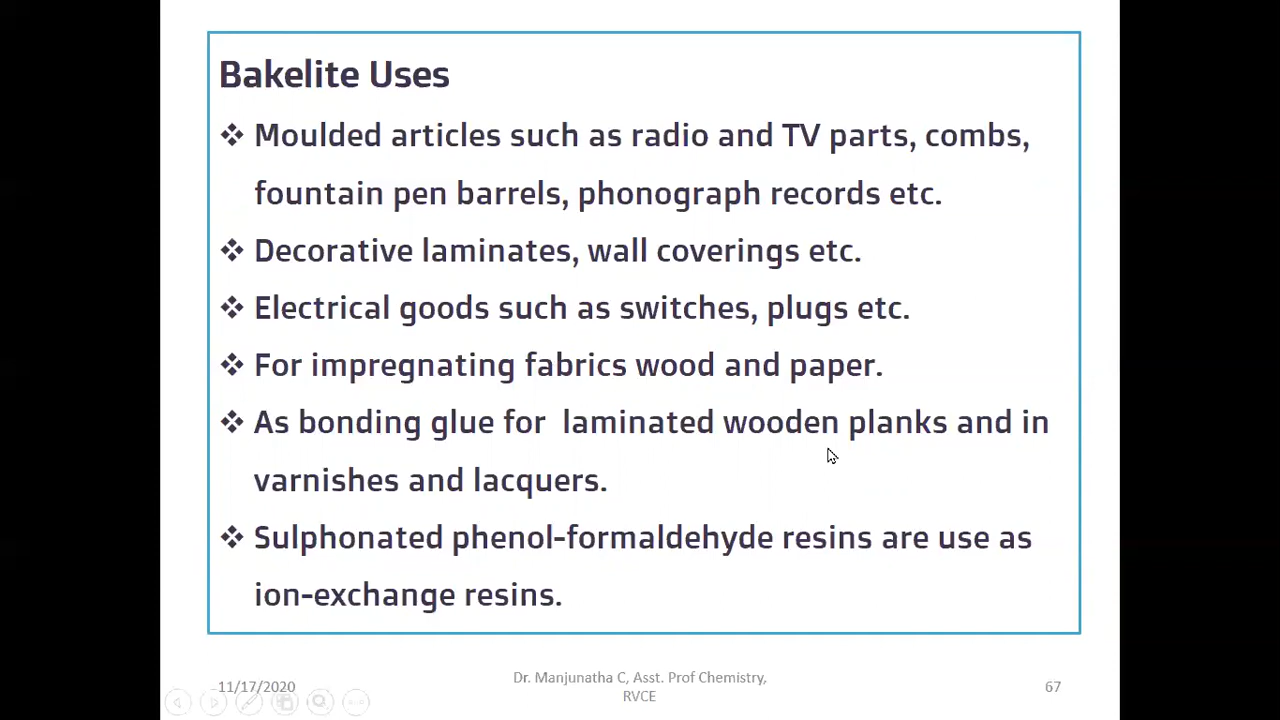 Bakelite Uses
❖ Moulded articles such as radio and TV parts, combs,
fountain pen barrels, phonograph records etc.
❖ Decorative laminates, wall coverings etc.
❖ Electrical goods such as switches, plugs etc.
❖ For impregnating fabrics wood and paper.
❖ As bonding glue for  laminated wooden planks and in
varnishes and lacquers.
❖ Sulphonated phenol-formaldehyde resins are use as
ion-exchange resins.
11/17/2020
Dr. Manjunatha C, Asst. Prof Chemistry,
RVCE
67